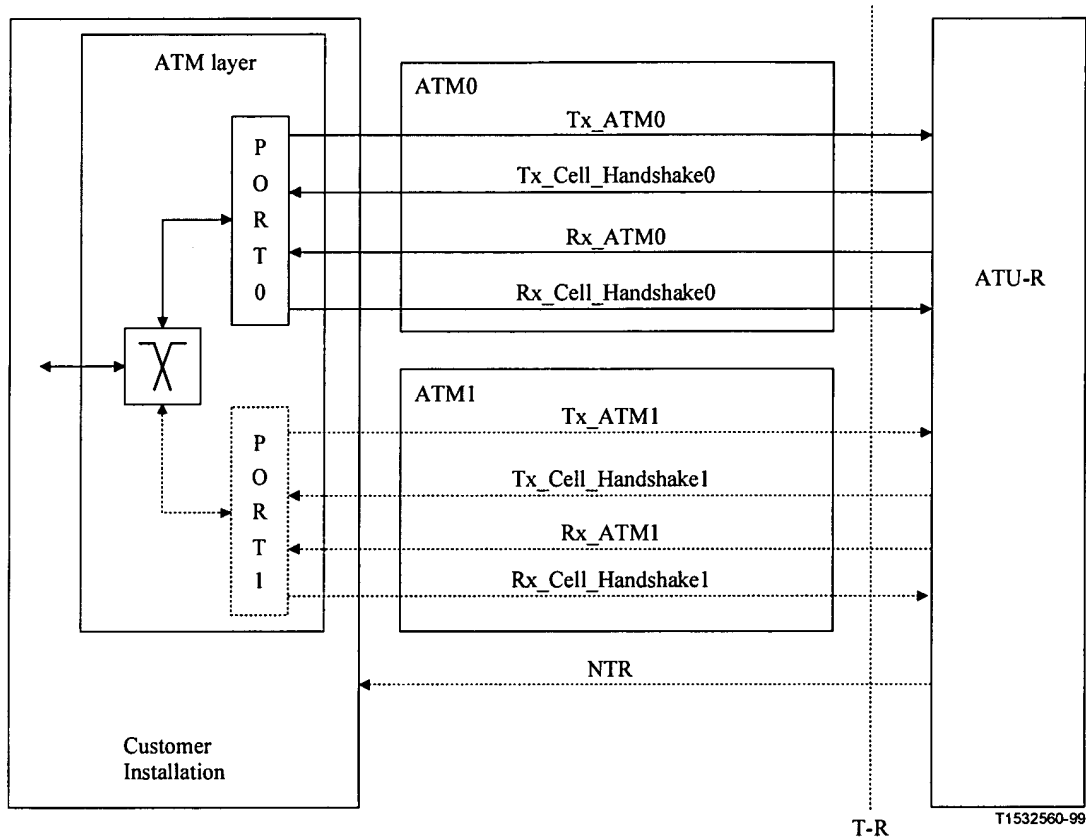 ATM layer
P
O
R
T
0
ATM0
Tx_ATM0
Tx_Cell_Handshake0
Rx_ATM0
Rx_Cell_Handshake0
ATU-R
P
O
R
T
1
ATM1
Tx_ATM1
Tx_Cell_Handshake1
Rx_ATM1
Rx_Cell_Handshake1
NTR
Customer
Installation
T-R
T1532560-99